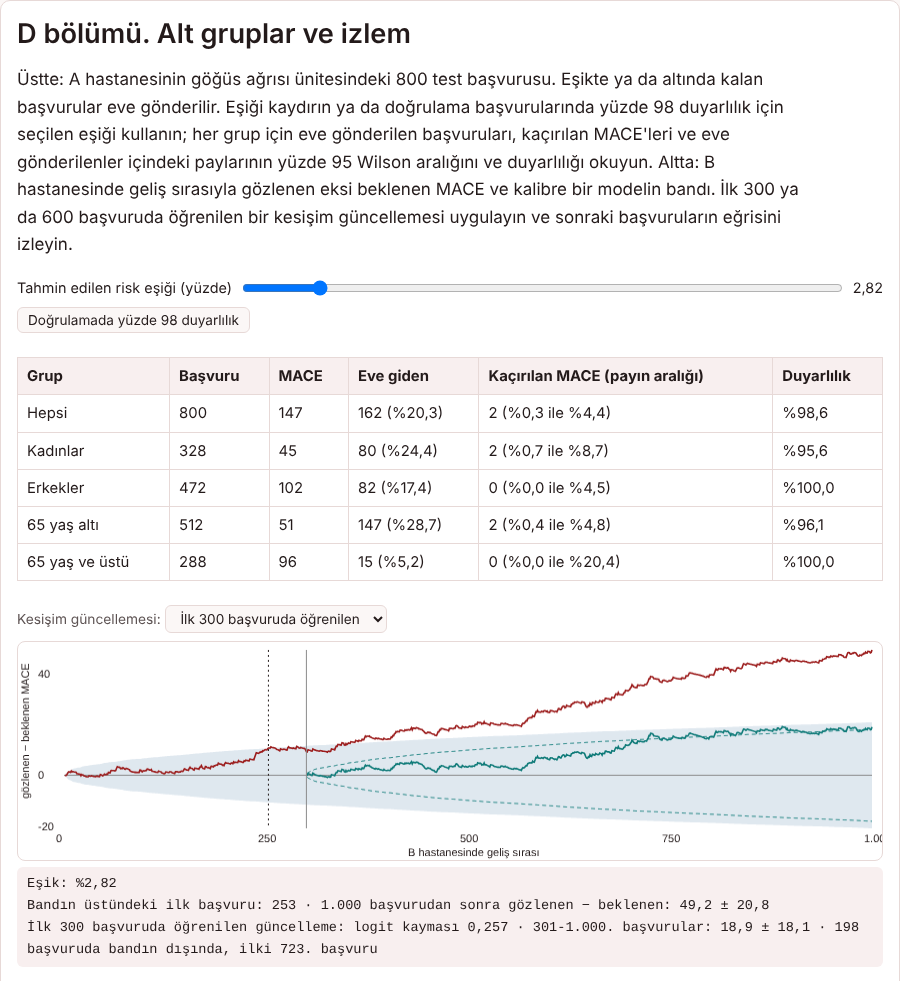 D bölümü. Alt gruplar ve izlem
Üstte: A hastanesinin göğüs ağrısı ünitesindeki 800 test başvurusu. Eşikte ya da altında kalan
başvurular eve gönderilir. Eşiği kaydırın ya da doğrulama başvurularında yüzde 98 duyarlılık için
seçilen eşiği kullanın; her grup için eve gönderilen başvuruları, kaçırılan MACE'leri ve eve
gönderilenler içindeki paylarının yüzde 95 Wilson aralığını ve duyarlılığı okuyun. Altta: B
hastanesinde geliş sırasıyla gözlenen eksi beklenen MACE ve kalibre bir modelin bandı. İlk 300 ya
da 600 başvuruda öğrenilen bir kesişim güncellemesi uygulayın ve sonraki başvuruların eğrisini
izleyin.
Tahmin edilen risk eşiği (yüzde) 2,82
Doğrulamada yüzde 98 duyarlılık
Grup Başvuru MACE Eve giden Kaçırılan MACE (payın aralığı) Duyarlılık
Hepsi 800 147 162 (%20,3) 2 (%0,3 ile %4,4) %98,6
Kadınlar 328 45 80 (%24,4) 2 (%0,7 ile %8,7) %95,6
Erkekler 472 102 82 (%17,4) 0 (%0,0 ile %4,5) %100,0
65 yaş altı 512 51 147 (%28,7) 2 (%0,4 ile %4,8) %96,1
65 yaş ve üstü 288 96 15 (%5,2) 0 (%0,0 ile %20,4) %100,0
Kesişim güncellemesi: İlk 300 başvuruda öğrenilen
gözlenen − beklenen MACE
40
0
-20
0 250 500 750 1.00
B hastanesinde geliş sırası
Eşik: %2,82
Bandın üstündeki ilk başvuru: 253 · 1.000 başvurudan sonra gözlenen − beklenen: 49,2 ± 20,8
İlk 300 başvuruda öğrenilen güncelleme: logit kayması 0,257 · 301-1.000. başvurular: 18,9 ± 18,1 · 198
başvuruda bandın dışında, ilki 723. başvuru